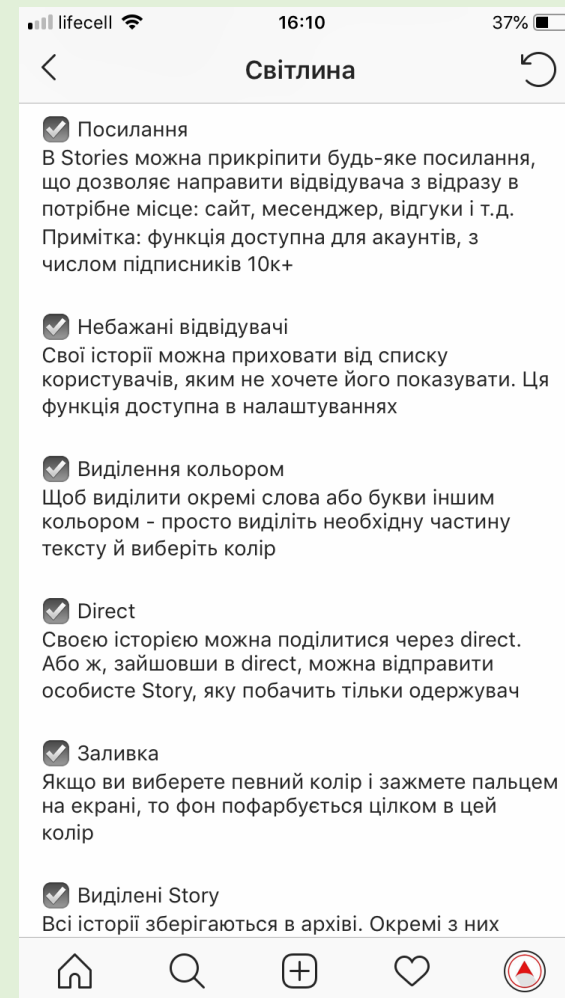 lifecell 16:10 37%
Світлина
Посилання
В Stories можна прикріпити будь-яке посилання,
що дозволяє направити відвідувача з відразу в
потрібне місце: сайт, месенджер, відгуки і т.д.
Примітка: функція доступна для акаунтів, з
числом підписників 10к+
Небажані відвідувачі
Свої історії можна приховати від списку
користувачів, яким не хочете його показувати. Ця
функція доступна в налаштуваннях
Виділення кольором
Щоб виділити окремі слова або букви іншим
кольором - просто виділіть необхідну частину
тексту й виберіть колір
Direct
Своєю історією можна поділитися через direct.
Або ж, зайшовши в direct, можна відправити
особисте Story, яку побачить тільки одержувач
Заливка
Якщо ви виберете певний колір і зажмете пальцем
на екрані, то фон пофарбується цілком в цей
колір
Виділені Story
Всі історії зберігаються в архіві. Окремі з них